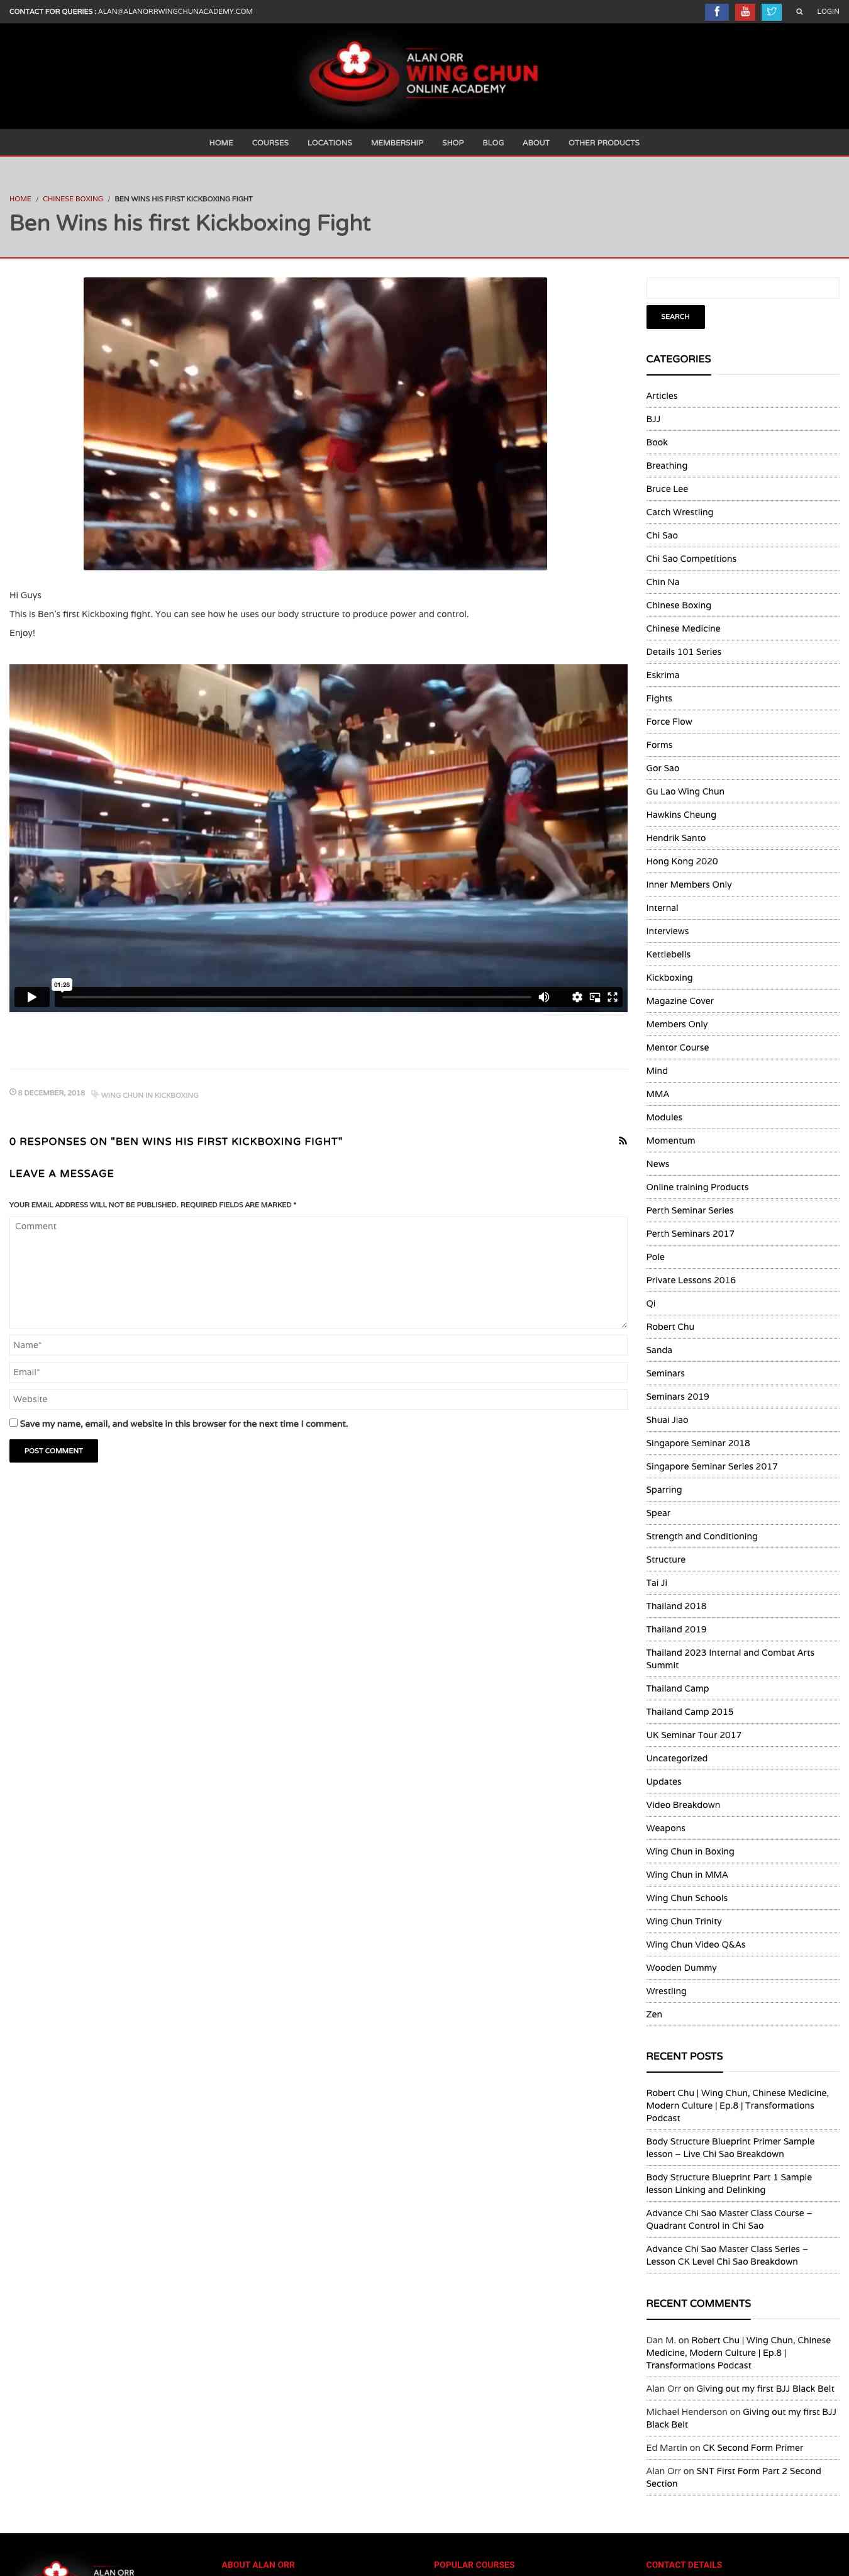 CONTACT FOR QUERIES : ALAN@ALANORRWINGCHUNACADEMY.COM
f
You
Tube
LOGIN
ALAN ORR
WING CHUN
ONLINE ACADEMY
HOME COURSES LOCATIONS MEMBERSHIP SHOP BLOG ABOUT OTHER PRODUCTS
HOME / CHINESE BOXING / BEN WINS HIS FIRST KICKBOXING FIGHT
Ben Wins his first Kickboxing Fight
Hi Guys
This is Ben's first Kickboxing fight. You can see how he uses our body structure to produce power and control.
Enjoy!
01:26
WING CHUN IN KICKBOXING
0 RESPONSES ON "BEN WINS HIS FIRST KICKBOXING FIGHT"
LEAVE A MESSAGE
YOUR EMAIL ADDRESS WILL NOT BE PUBLISHED. REQUIRED FIELDS ARE MARKED *
Comment
Name*
Email*
Website
Save my name, email, and website in this browser for the next time I comment.
POST COMMENT
SEARCH
CATEGORIES
Articles
BJJ
Book
Breathing
Bruce Lee
Catch Wrestling
Chi Sao
Chi Sao Competitions
Chin Na
Chinese Boxing
Chinese Medicine
Details 101 Series
Eskrima
Fights
Force Flow
Forms
Gor Sao
Gu Lao Wing Chun
Hawkins Cheung
Hendrik Santo
Hong Kong 2020
Inner Members Only
Internal
Interviews
Kettlebells
Kickboxing
Magazine Cover
Members Only
Mentor Course
Mind
MMA
Modules
Momentum
News
Online training Products
Perth Seminar Series
Perth Seminars 2017
Pole
Private Lessons 2016
Qi
Robert Chu
Sanda
Seminars
Seminars 2019
Shuai Jiao
Singapore Seminar 2018
Singapore Seminar Series 2017
Sparring
Spear
Strength and Conditioning
Structure
Tai Ji
Thailand 2018
Thailand 2019
Thailand 2023 Internal and Combat Arts
Summit
Thailand Camp
Thailand Camp 2015
UK Seminar Tour 2017
Uncategorized
Updates
Video Breakdown
Weapons
Wing Chun in Boxing
Wing Chun in MMA
Wing Chun Schools
Wing Chun Trinity
Wing Chun Video Q&As
Wooden Dummy
Wrestling
Zen
RECENT POSTS
Robert Chu | Wing Chun, Chinese Medicine,
Modern Culture | Ep.8 | Transformations
Podcast
Body Structure Blueprint Primer Sample
lesson – Live Chi Sao Breakdown
Body Structure Blueprint Part 1 Sample
lesson Linking and Delinking
Advance Chi Sao Master Class Course –
Quadrant Control in Chi Sao
Advance Chi Sao Master Class Series –
Lesson CK Level Chi Sao Breakdown
RECENT COMMENTS
Dan M. on Robert Chu | Wing Chun, Chinese
Medicine, Modern Culture | Ep.8 |
Transformations Podcast
Alan Orr on Giving out my first BJJ Black Belt
Michael Henderson on Giving out my first BJJ
Black Belt
Ed Martin on CK Second Form Primer
Alan Orr on SNT First Form Part 2 Second
Section
ALAN ORR
ABOUT ALAN ORR
POPULAR COURSES
CONTACT DETAILS